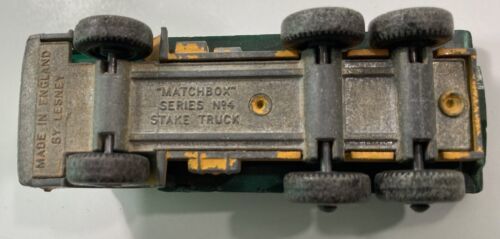 MADE IN ENGLAND
BY LESNEY
"MATCHBOX"
SERIES Nº4
STAKE TRUCK